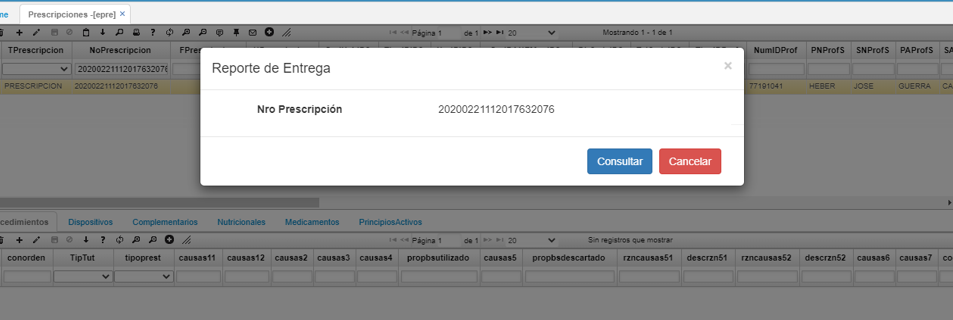 me
Prescripciones -[epre] ×
Página 1 de 1 20 Mostrando 1 - 1 de 1
TPrescripcion NoPrescripcion NumIDProf PNProfS SNProfS PAProfS SA
20200221112017632076
PRESCRIPCION 20200221112017632076 77191041 HEBER JOSE GUERRA CA
Reporte de Entrega ×
Nro Prescripción 20200221112017632076
Consultar Cancelar
cedimientos Dispositivos Complementarios Nutricionales Medicamentos PrincipiosActivos
Página 1 de 1 20 Sin registros que mostrar
conorden TipTut tipoprest causas11 causas12 causas2 causas3 causas4 propbsutilizado causas5 propbsdescartado rzncausas51 descrzn51 rzncausas52 descrzn52 causas6 causas7 co